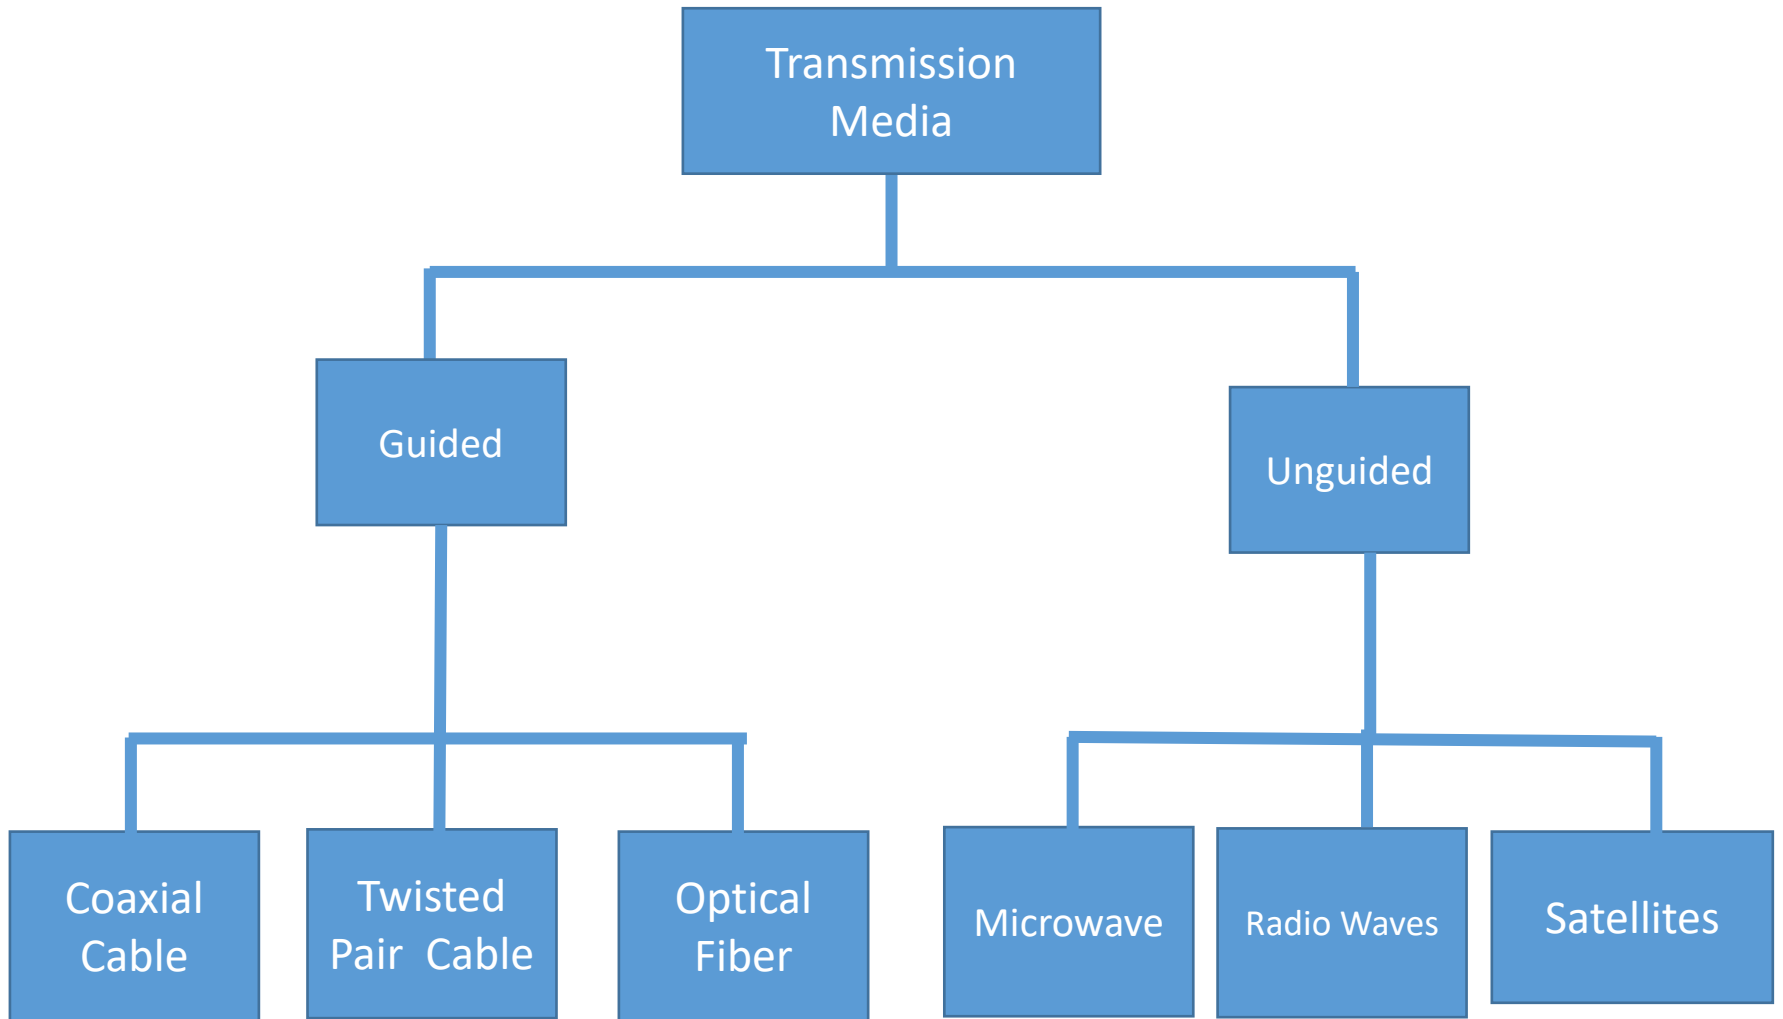 Transmission
Media
Guided
Unguided
Coaxial
Cable
Twisted
Pair  Cable
Optical
Fiber
Microwave
Radio Waves
Satellites